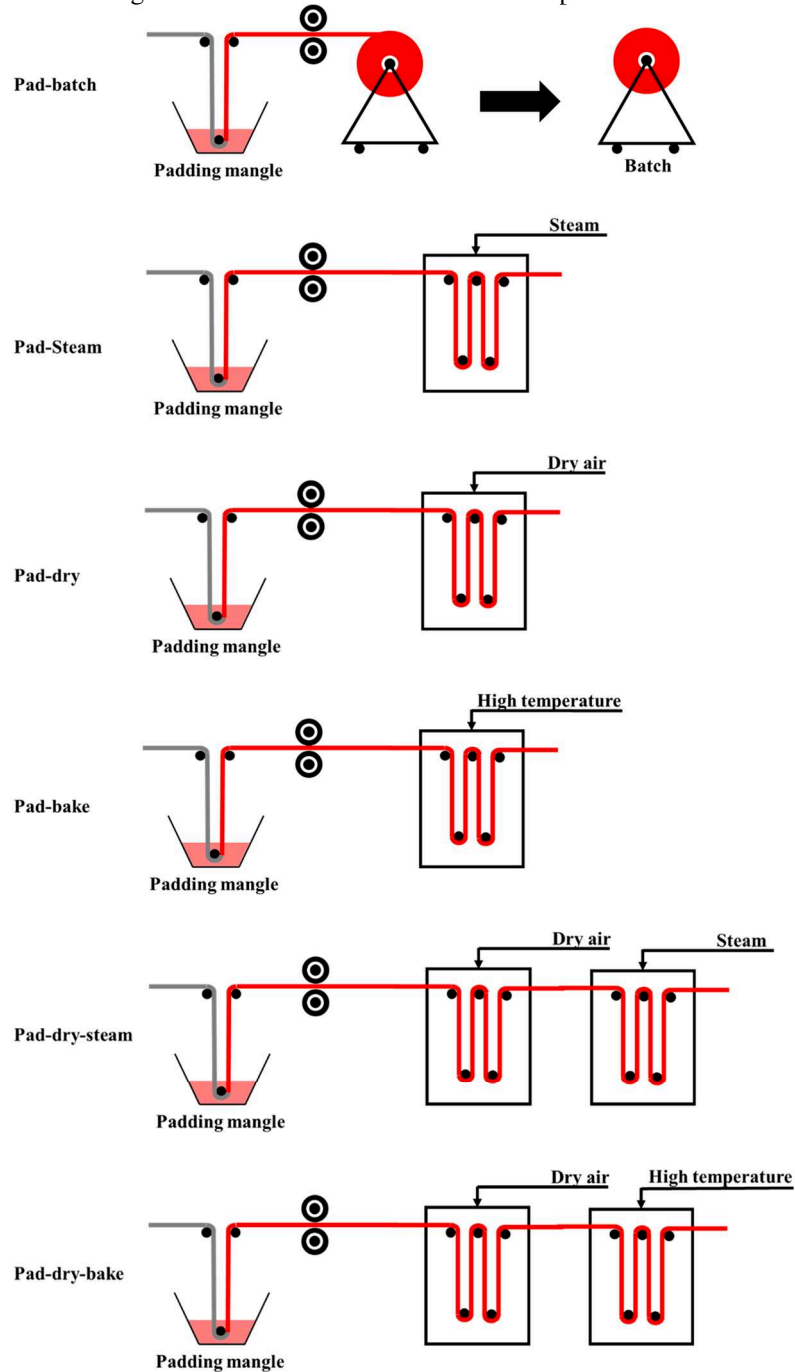 Pad-batch
Padding mangle
Batch
Steam
Pad-Steam
Padding mangle
Dry air
Pad-dry
Padding mangle
High temperature
Pad-bake
Padding mangle
Dry air
Steam
Pad-dry-steam
Padding mangle
Dry air
High temperature
Pad-dry-bake
Padding mangle